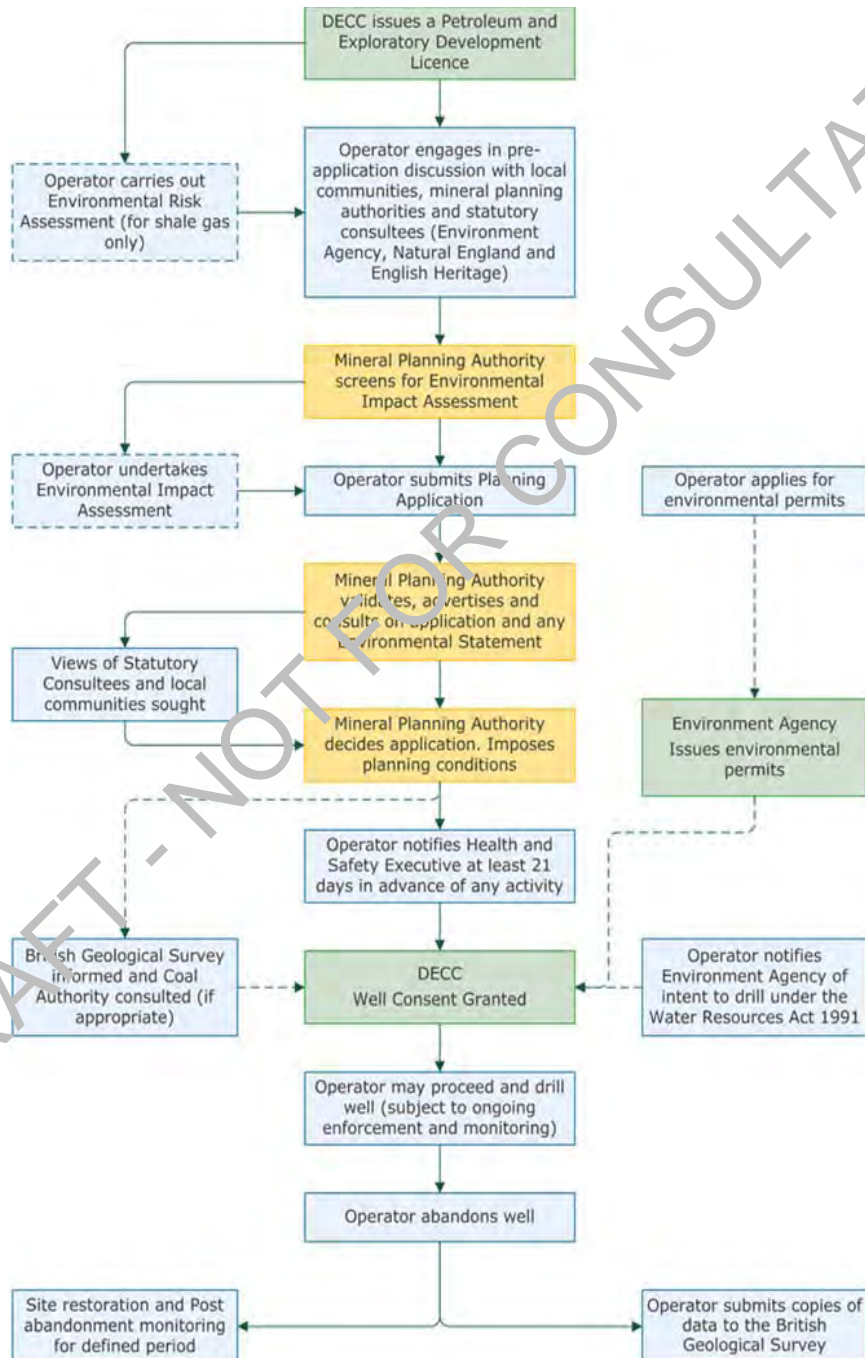 DECC issues a Petroleum and
Exploratory Development
Licence
Operator carries out
Environmental Risk
Assessment (for shale gas
only)
Operator engages in pre-
application discussion with
local communities, mineral
planning authorities and
statutory consultees (Environment
Agency, Natural England and
English Heritage)
Mineral Planning Authority
screens for Environmental
Impact Assessment
Operator undertakes
Environmental Impact
Assessment
Operator submits Planning
Application
Operator applies for
environmental permits
Mineral Planning Authority
validates, advertises and
consults on application and any
Environmental Statement
Views of Statutory
Consultees and local
communities sought
Mineral Planning Authority
decides application. Imposes
planning conditions
Environment Agency
Issues environmental
permits
Operator notifies Health and
Safety Executive at least 21
days in advance of any activity
British Geological Survey
informed and Coal
Authority consulted (if
appropriate)
DECC
Well Consent Granted
Operator notifies
Environment Agency of
intent to drill under the
Water Resources Act 1991
Operator may proceed and drill
well (subject to ongoing
enforcement and monitoring)
Operator abandons well
Site restoration and Post
abandonment monitoring
for defined period
Operator submits copies of
data to the British
Geological Survey
RAFT - NOT FOR CONSULTAT